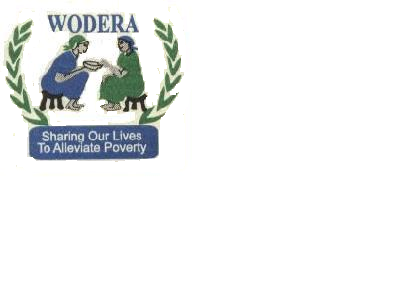 WODERA
Sharing Our Lives
To Alleviate Poverty